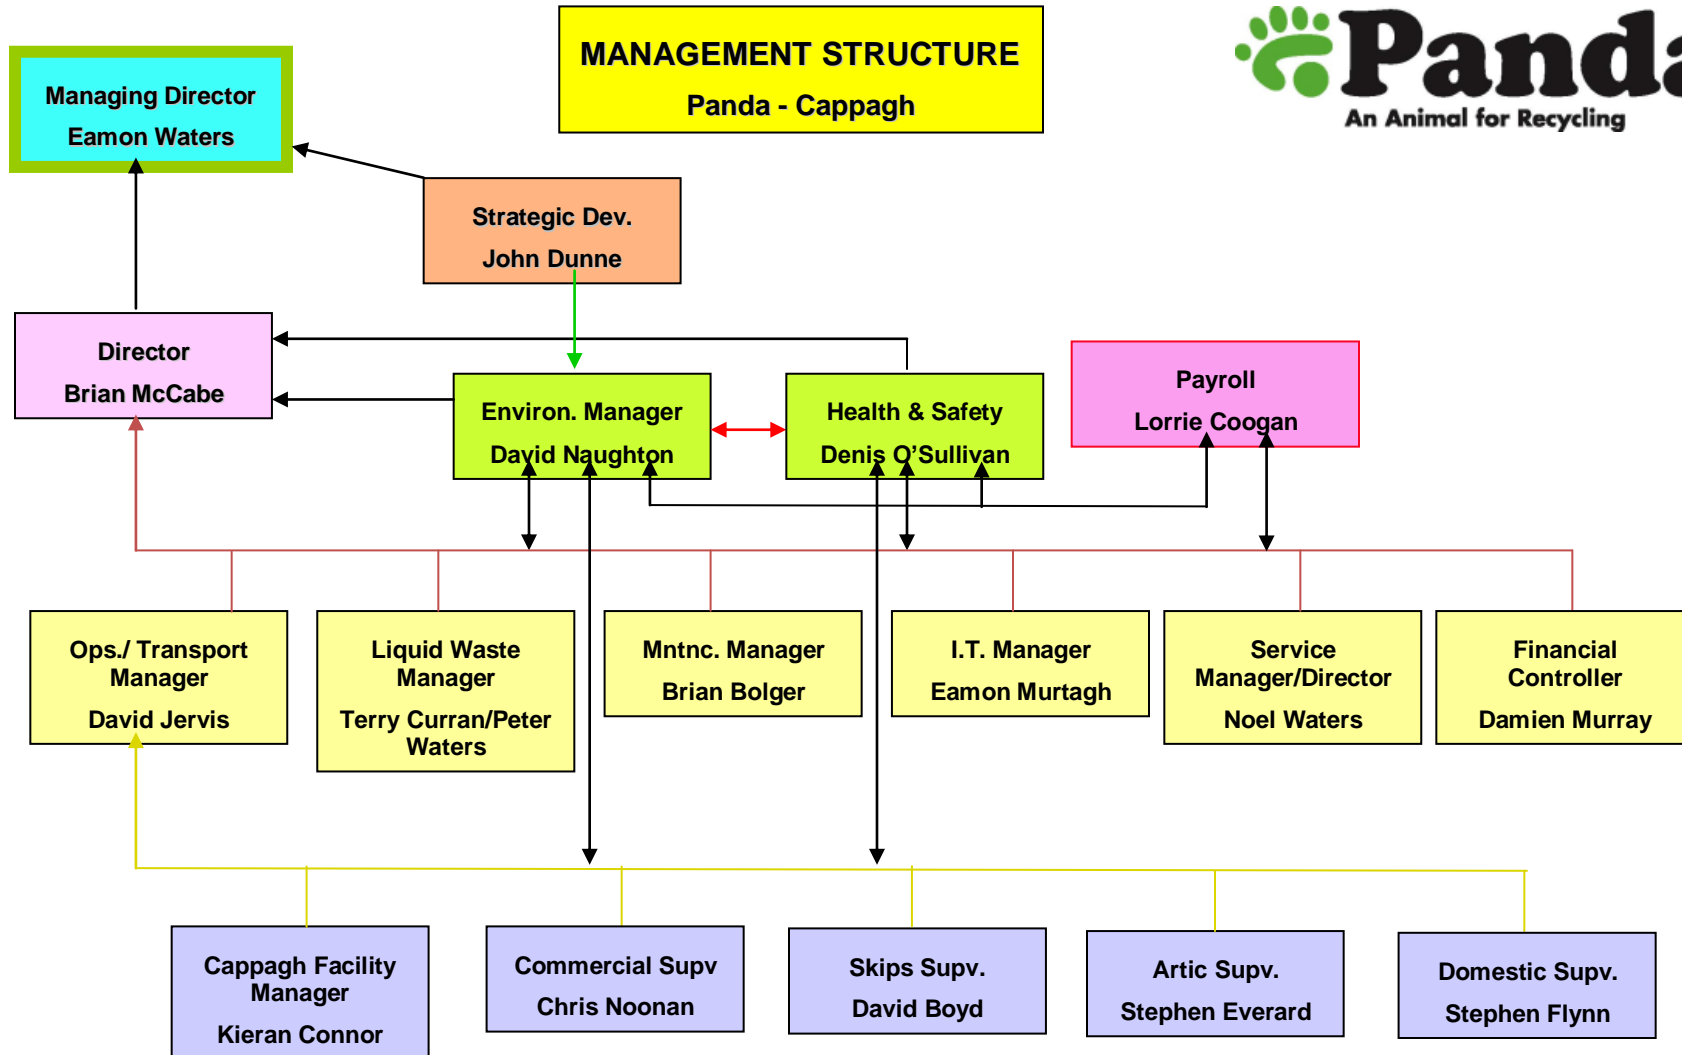 MANAGEMENT STRUCTURE
Panda - Cappagh
Panda
An Animal for Recycling
Managing Director
Eamon Waters
Strategic Dev.
John Dunne
Director
Brian McCabe
Environ. Manager
David Naughton
Health & Safety
Denis O'Sullivan
Payroll
Lorrie Coogan
Ops./ Transport
Manager
David Jervis
Liquid Waste
Manager
Terry Curran/Peter
Waters
Mntnc. Manager
Brian Bolger
I.T. Manager
Eamon Murtagh
Service
Manager/Director
Noel Waters
Financial
Controller
Damien Murray
Cappagh Facility
Manager
Kieran Connor
Commercial Supv
Chris Noonan
Skips Supv.
David Boyd
Artic Supv.
Stephen Everard
Domestic Supv.
Stephen Flynn